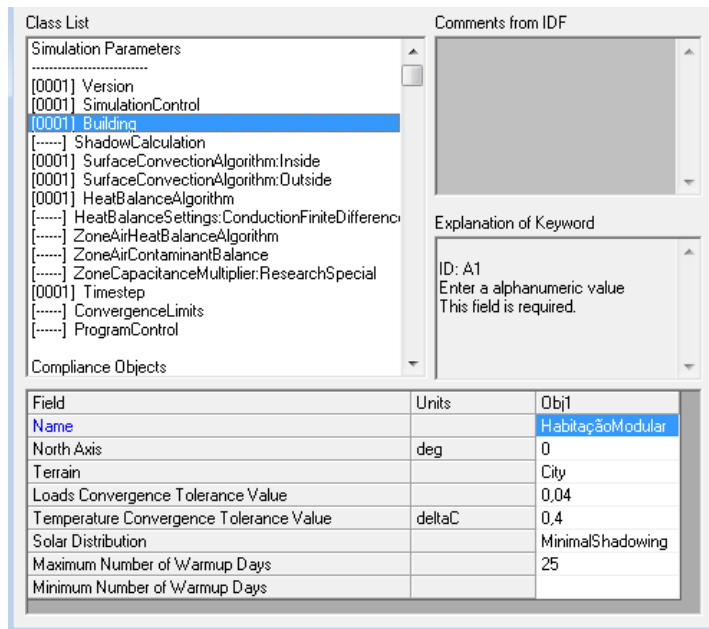 Class List
Simulation Parameters
--------------------------
[0001] Version
[0001] SimulationControl
[0001] Building
[------] ShadowCalculation
[0001] SurfaceConvectionAlgorithm:Inside
[0001] SurfaceConvectionAlgorithm:Outside
[0001] HeatBalanceAlgorithm
[------] HeatBalanceSettings:ConductionFiniteDifference
[------] ZoneAirHeatBalanceAlgorithm
[------] ZoneAirContaminantBalance
[------] ZoneCapacitanceMultiplier:ResearchSpecial
[0001] Timestep
[------] ConvergenceLimits
[------] ProgramControl
Compliance Objects
Comments from IDF
Explanation of Keyword
ID: A1
Enter a alphanumeric value
This field is required.
Field Units Obj1
Name HabitaçãoModular
North Axis deg 0
Terrain City
Loads Convergence Tolerance Value 0,04
Temperature Convergence Tolerance Value deltaC 0,4
Solar Distribution MinimalShadowing
Maximum Number of Warmup Days 25
Minimum Number of Warmup Days